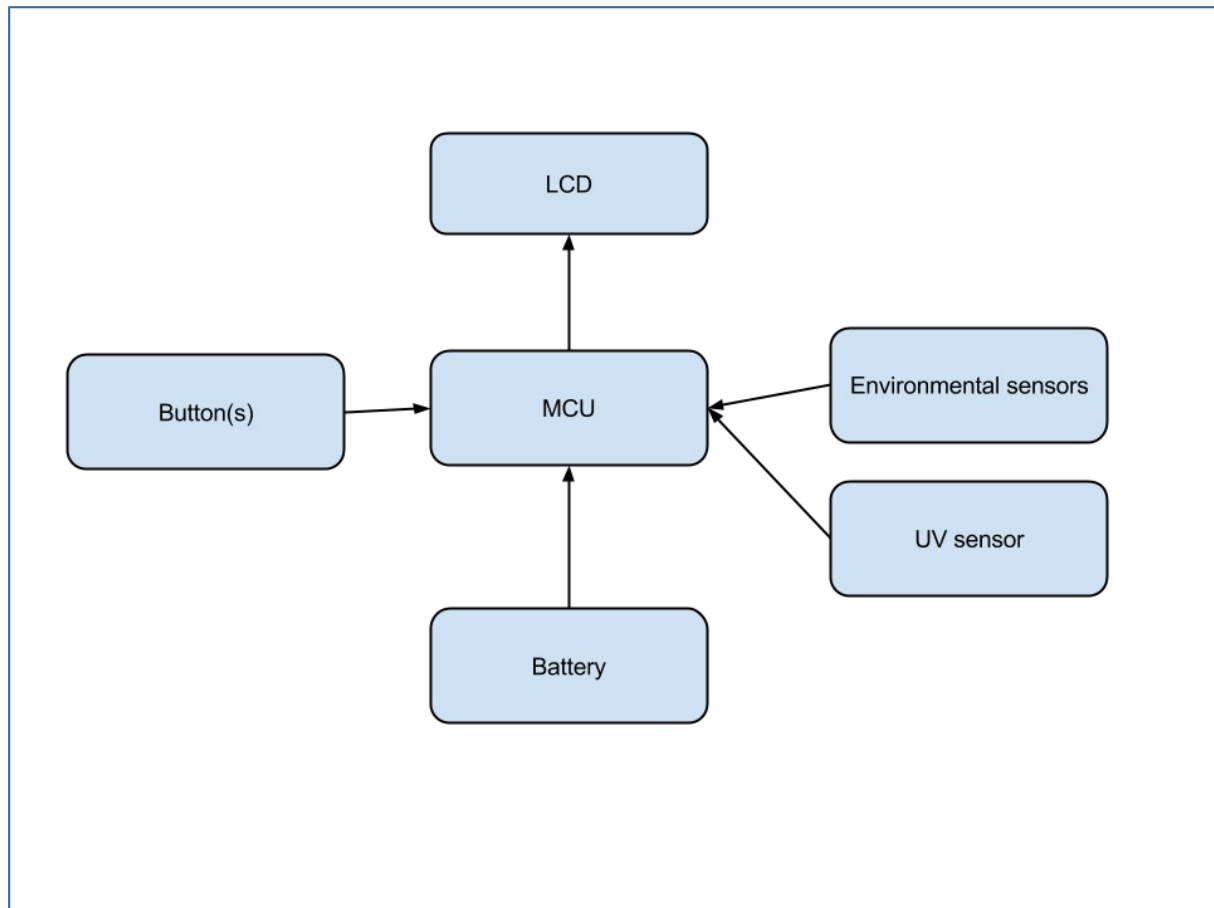 LCD
Button(s)
MCU
Environmental sensors
UV sensor
Battery